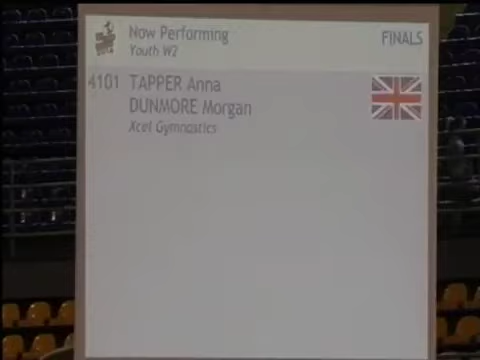 Now Performing
Youth W2
FINALS
4101 TAPPER Anna
DUNMORE Morgan
Xcel Gymnastics